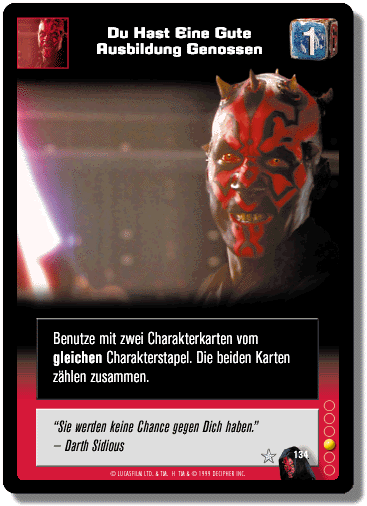 Du Hast Eine Gute
Ausbildung Genossen
1
Benutze mit zwei Charakterkarten vom
gleichen Charakterstapel. Die beiden Karten
zählen zusammen.
“Sie werden keine Chance gegen Dich haben.”
– Darth Sidious
134
© LUCASFILM LTD. & TM. ® TM & © 1999 DECIPHER INC.